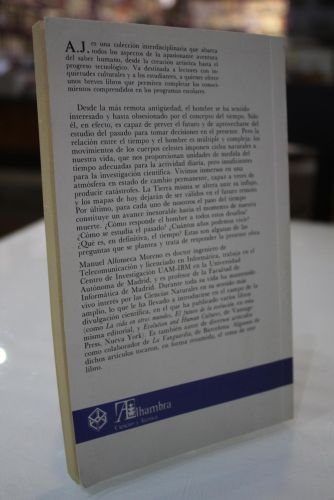 A.J. es una colección interdisciplinaria que abarca
todos los aspectos de la apasionante aventura
del saber humano, desde la creación artística hasta el
progreso tecnológico. Va destinada a lectores con in-
quietudes culturales y a los estudiantes, a quienes ofrece
unos breves libros que permiten completar los conoci-
mientos comprendidos en los programas escolares.
Desde la más remota antigüedad, el hombre se ha sentido
interesado y hasta obsesionado por el concepto del tiempo. Sólo
él, en efecto, es capaz de prever el futuro y de aprovecharse del
estudio del pasado para tomar decisiones en el presente. Pero la
relación entre el tiempo y el hombre es múltiple y compleja: los
movimientos de los cuerpos celestes imponen ciclos naturales a
nuestra vida, que nos proporcionan unidades de medida del
tiempo adecuadas para la actividad diaria, pero insuficientes
para la investigación científica. Vivimos inmersos en una
atmósfera en estado de cambio permanente, capaz a veces de
producir catástrofes. La Tierra misma se altera ante su influjo,
y los mapas de hoy dejarán de ser válidos en el futuro remoto.
Por último, para cada uno de nosotros el paso del tiempo
constituye un avance inexorable hacia el momento de nuestra
muerte. ¿Cómo responde el hombre a todos estos desafíos?
¿Cómo se estudia el pasado? ¿Cuántos años podemos vivir?
¿Qué es, en definitiva, el tiempo? Estas son algunas de las
preguntas que se plantea y trata de responder la presente obra.
Manuel Alfonseca Moreno es doctor ingeniero de
Telecomunicación y licenciado en Informática, trabaja en el
Centro de Investigación UAM-IBM en la Universidad
Autónoma de Madrid, y es profesor de la Facultad de
Informática de Madrid. Durante toda su vida ha mantenido
vivo interés por las Ciencias Naturales en su sentido más
amplio, lo que le ha llevado a introducirse en el campo de la
divulgación científica, en el que ha publicado varios libros
(como La vida en otros mundos, El futuro de la evolución en esta
misma editorial, y Evolution and Human Cultures, de Vantage
Press, Nueva York). Es también autor de diversos artículos
como colaborador de La Vanguardia, de Barcelona. Algunos de
dichos artículos tocaron, en forma resumida, el tema de este
libro.
Alhambra
Ciencia y Técnica